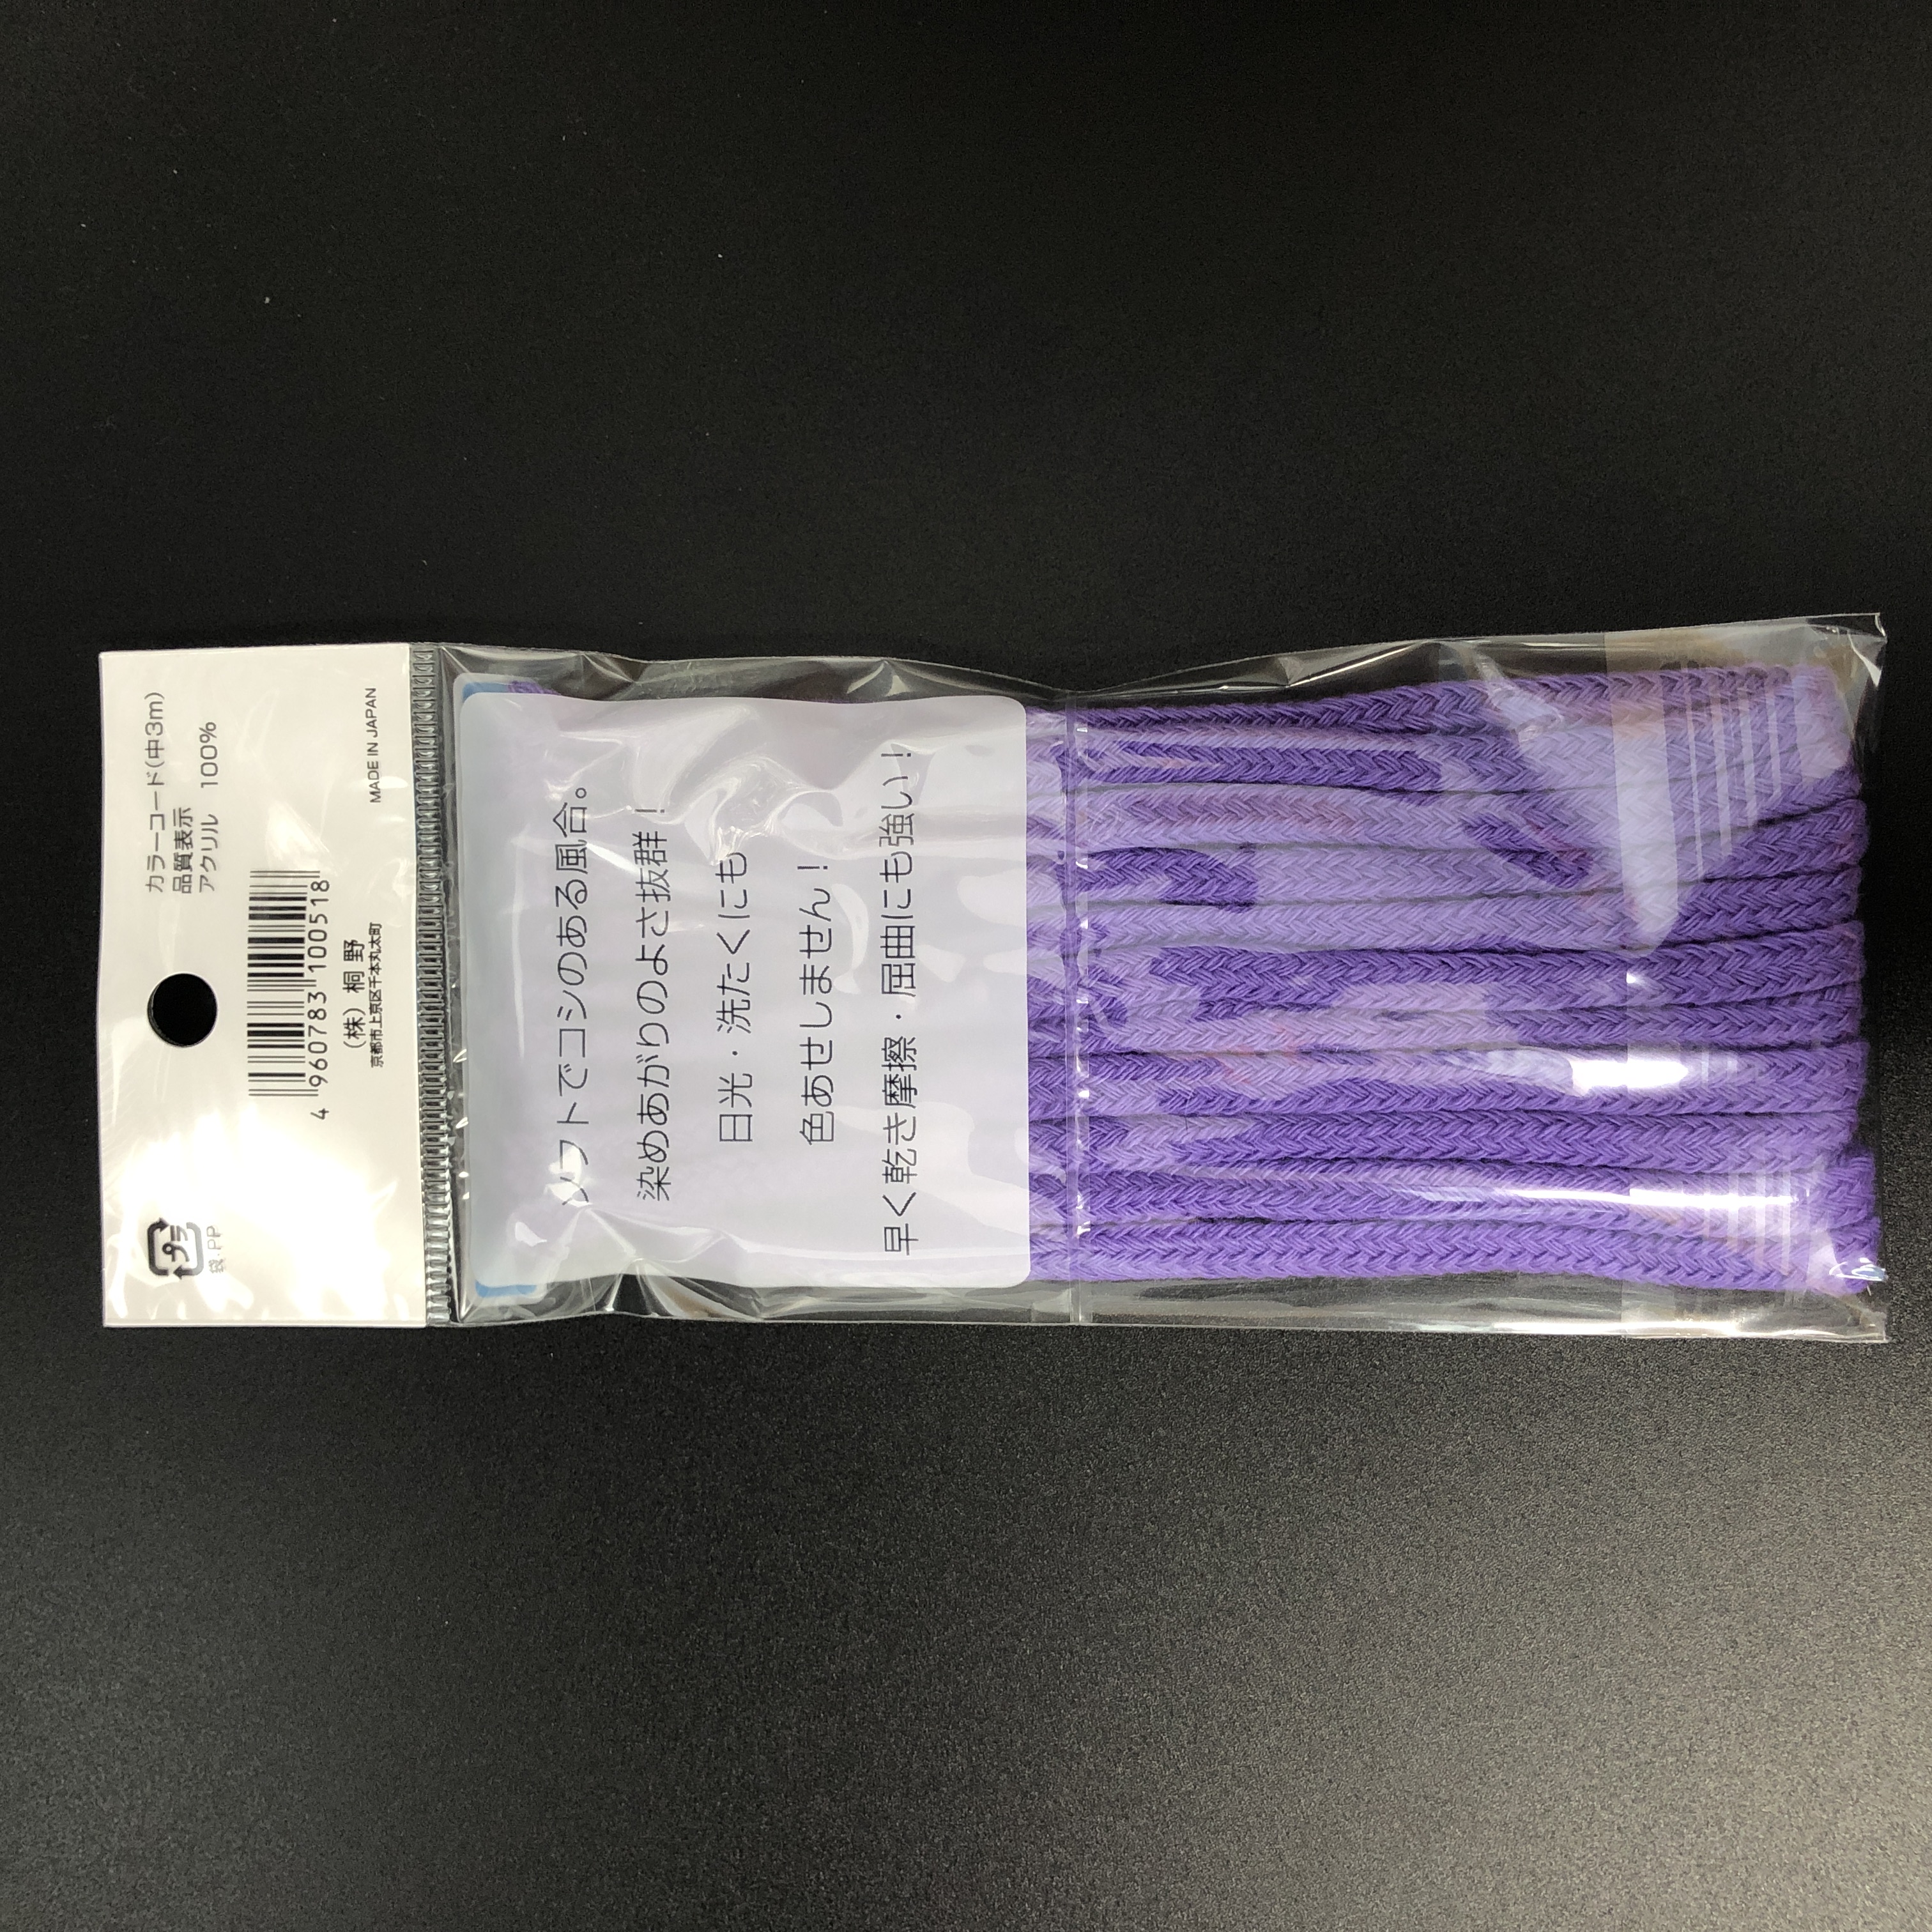 カラーコード(中3m)
品質表示
アクリル 100%
4 960783 100518
(株) 桐野
京都市上京区千本丸太町
MADE IN JAPAN
プラ
袋:PP
ソフトでコシのある風合。
染めあがりのよさ抜群!
日光・洗たくにも
色あせしません!
早く乾き摩擦・屈曲にも強い!